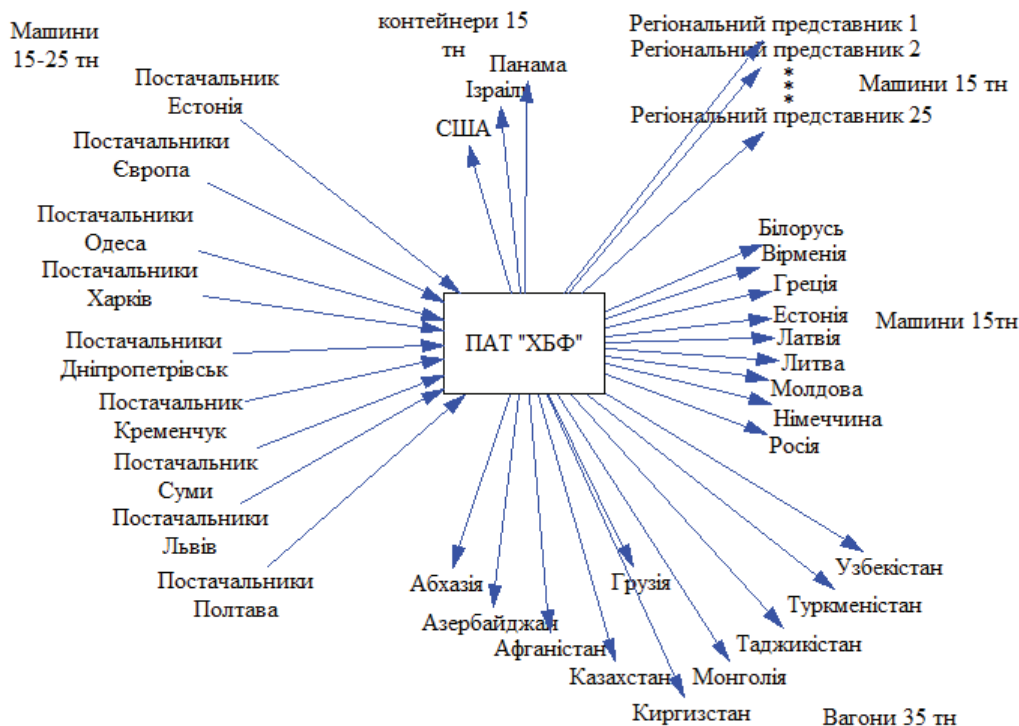 Машини
15-25 тн
контейнери 15
тн
Панама
Ізраіль
США
Регіональний представник 1
Регіональний представник 2
*
*
*
Регіональний представник 25
Машини 15 тн
Постачальник
Естонія
Постачальники
Європа
Постачальники
Одеса
Постачальники
Харків
Постачальники
Дніпропетрівськ
Постачальник
Кременчук
Постачальник
Суми
Постачальники
Львів
Постачальники
Полтава
ПАТ "ХБФ"
Білорусь
Вірменія
Греція
Естонія
Латвія
Литва
Молдова
Німеччина
Росія
Машини 15тн
Абхазія
Азербайджан
Афганістан
Казахстан
Киргизстан
Грузія
Монголія
Таджикістан
Туркменістан
Узбекістан
Вагони 35 тн